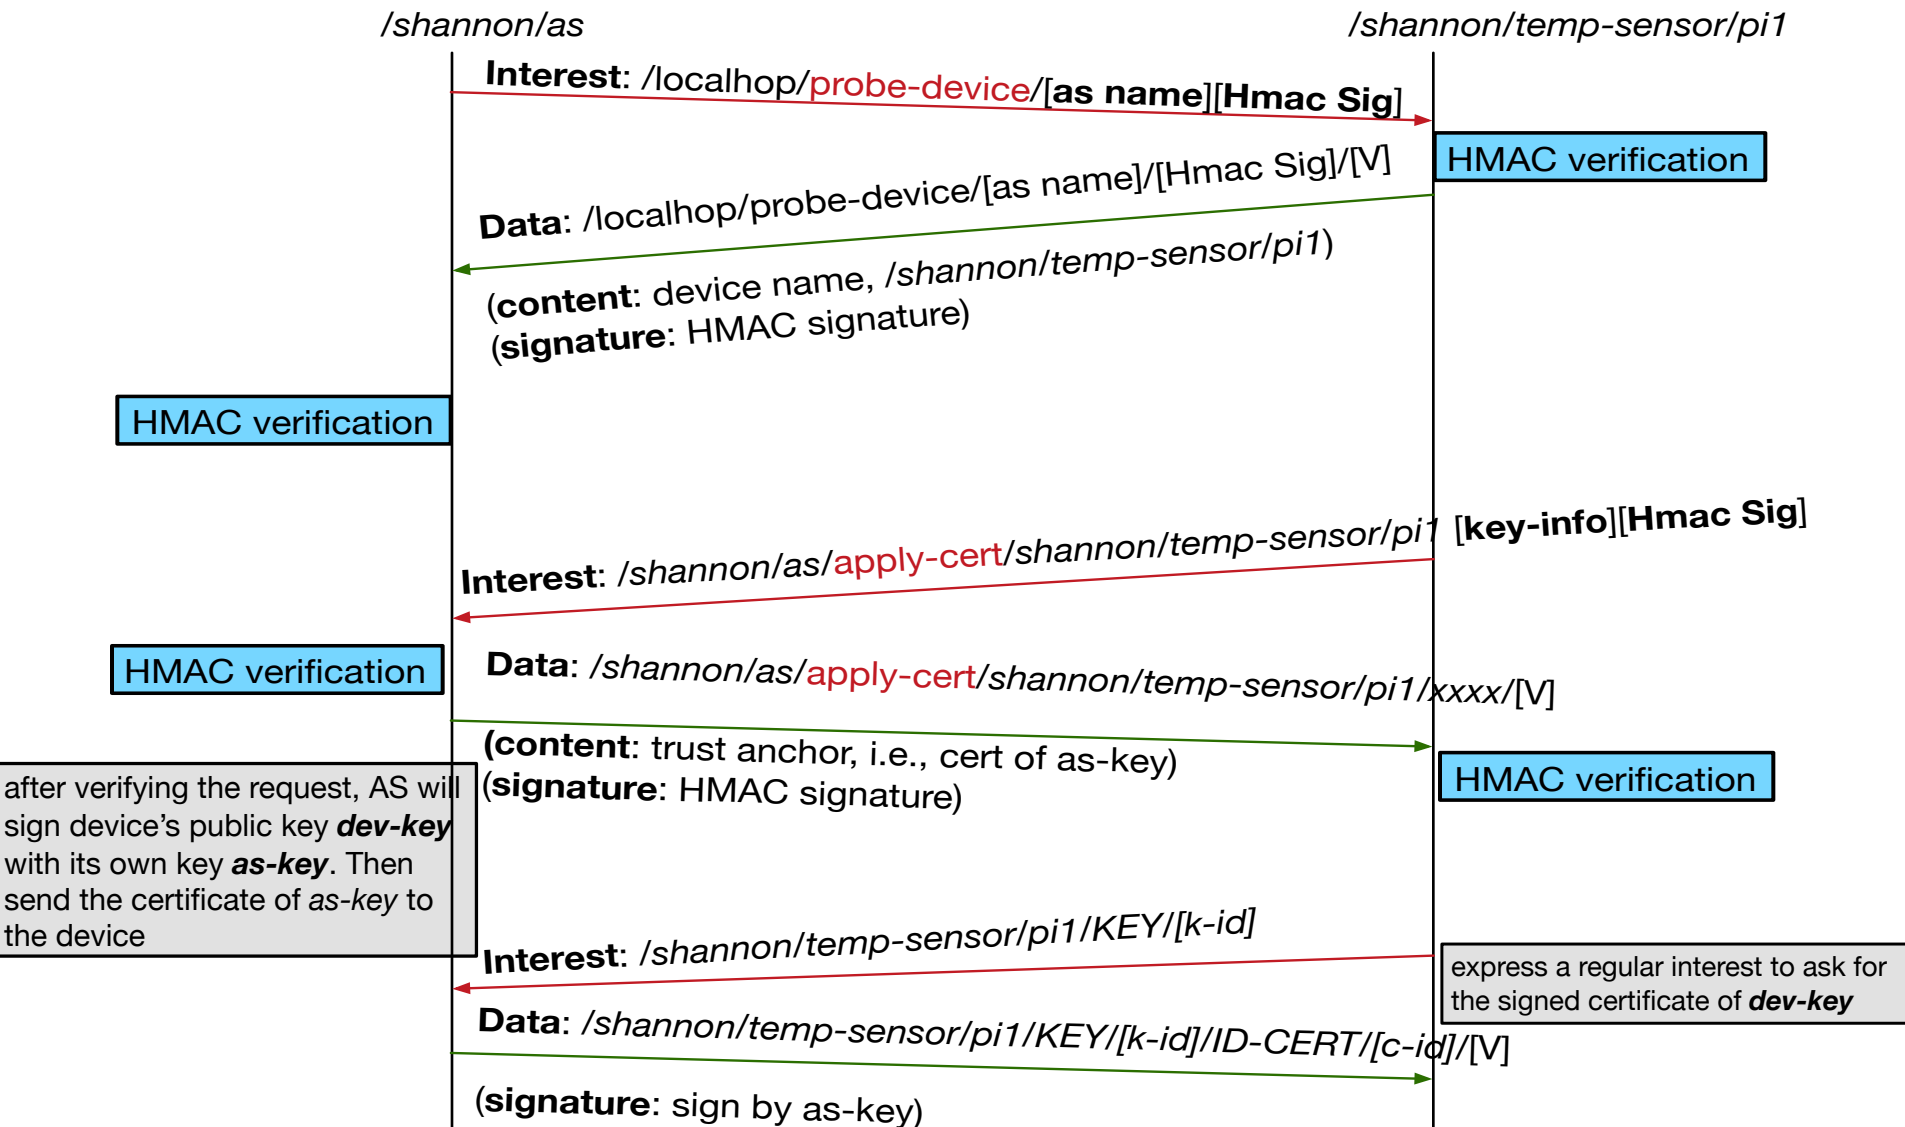 /shannon/as
/shannon/temp-sensor/pi1
Interest: /localhop/probe-device/[as name][Hmac Sig]
HMAC verification
Data: /localhop/probe-device/[as name]/[Hmac Sig]/[V]
(content: device name, /shannon/temp-sensor/pi1)
(signature: HMAC signature)
HMAC verification
Interest: /shannon/as/apply-cert/shannon/temp-sensor/pi1 [key-info][Hmac Sig]
HMAC verification
Data: /shannon/as/apply-cert/shannon/temp-sensor/pi1/xxxx/[V]
(content: trust anchor, i.e., cert of as-key)
(signature: HMAC signature)
HMAC verification
after verifying the request, AS will
sign device's public key dev-key
with its own key as-key. Then
send the certificate of as-key to
the device
Interest: /shannon/temp-sensor/pi1/KEY/[k-id]
express a regular interest to ask for
the signed certificate of dev-key
Data: /shannon/temp-sensor/pi1/KEY/[k-id]/ID-CERT/[c-id]/[V]
(signature: sign by as-key)